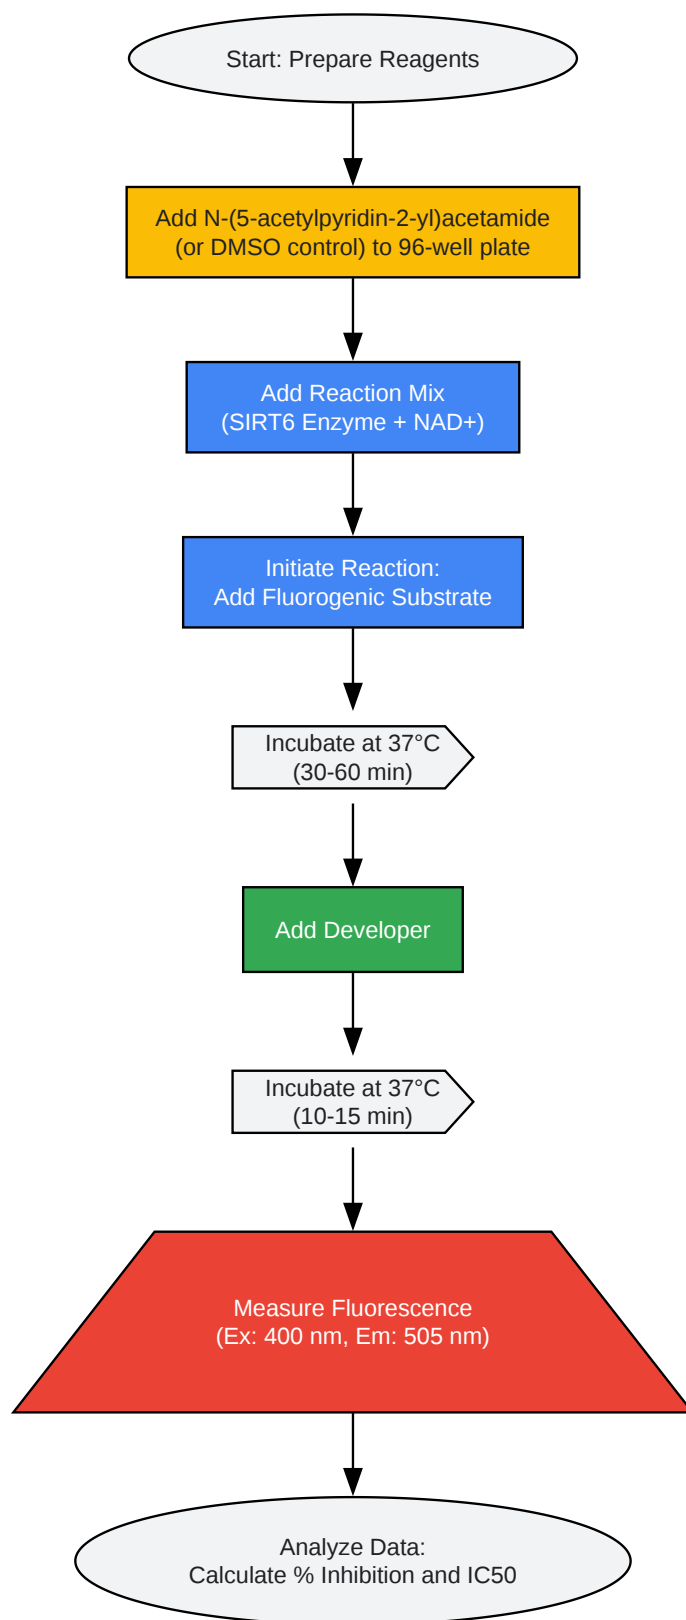 Start: Prepare Reagents
Add N-(5-acetylpyridin-2-yl)acetamide
(or DMSO control) to 96-well plate
Add Reaction Mix
(SIRT6 Enzyme + NAD+)
Initiate Reaction:
Add Fluorogenic Substrate
Incubate at 37°C
(30-60 min)
Add Developer
Incubate at 37°C
(10-15 min)
Measure Fluorescence
(Ex: 400 nm, Em: 505 nm)
Analyze Data:
Calculate % Inhibition and IC50